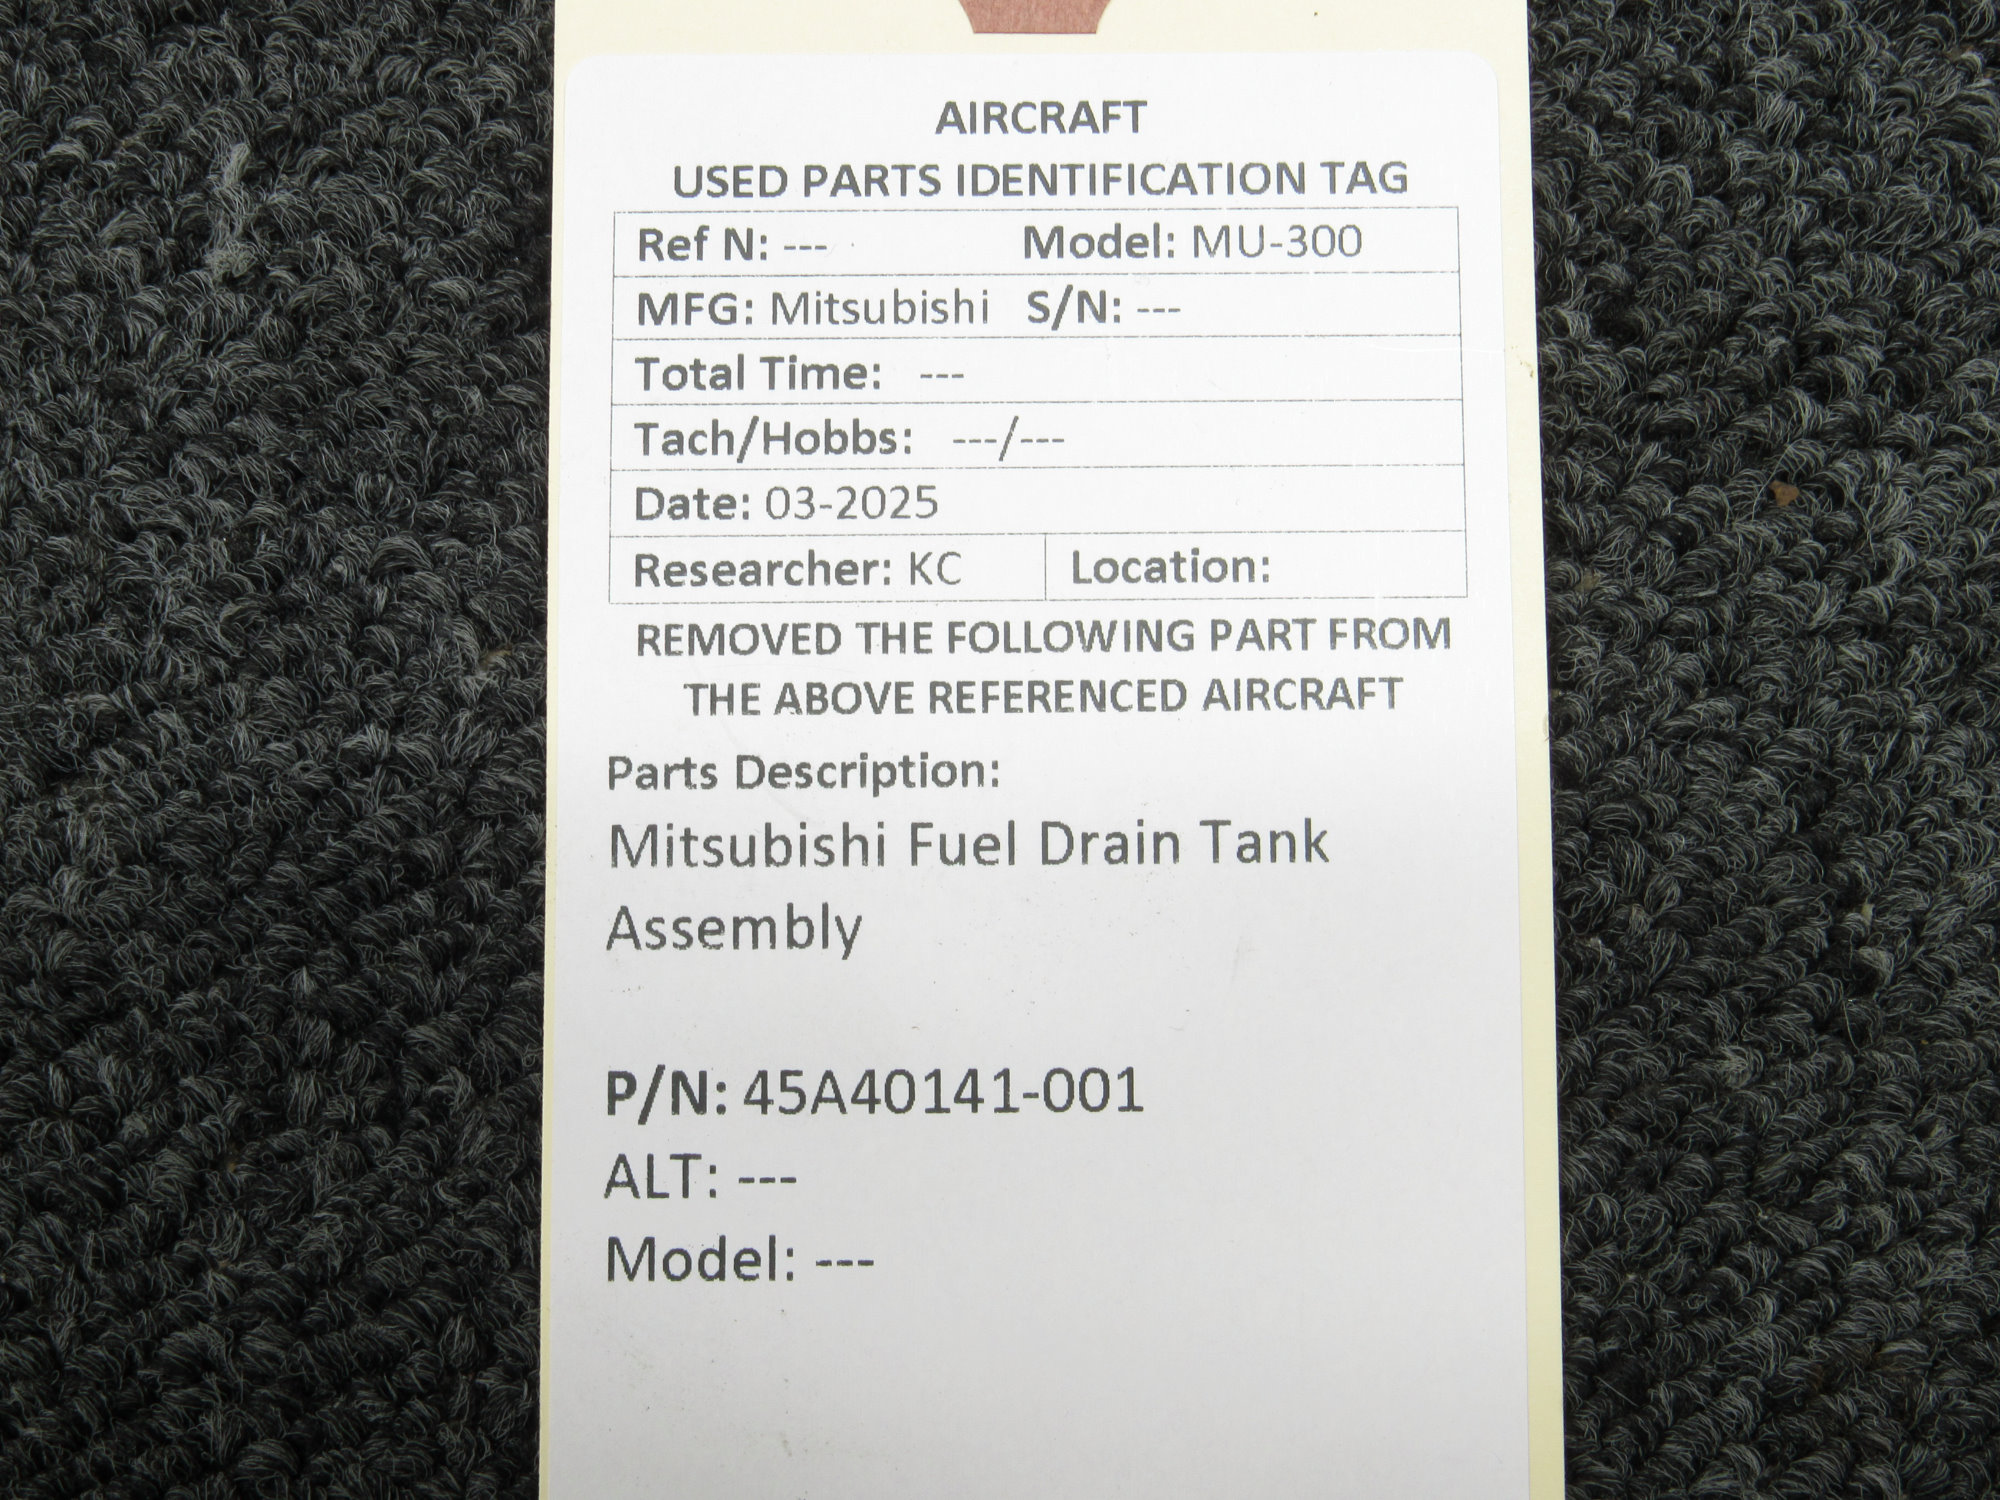 AIRCRAFT
USED PARTS IDENTIFICATION TAG
Ref N: --- Model: MU-300
MFG: Mitsubishi S/N: ---
Total Time: ---
Tach/Hobbs: ---/---
Date: 03-2025
Researcher: KC Location:
REMOVED THE FOLLOWING PART FROM
THE ABOVE REFERENCED AIRCRAFT
Parts Description:
Mitsubishi Fuel Drain Tank
Assembly
P/N: 45A40141-001
ALT: ---
Model: ---